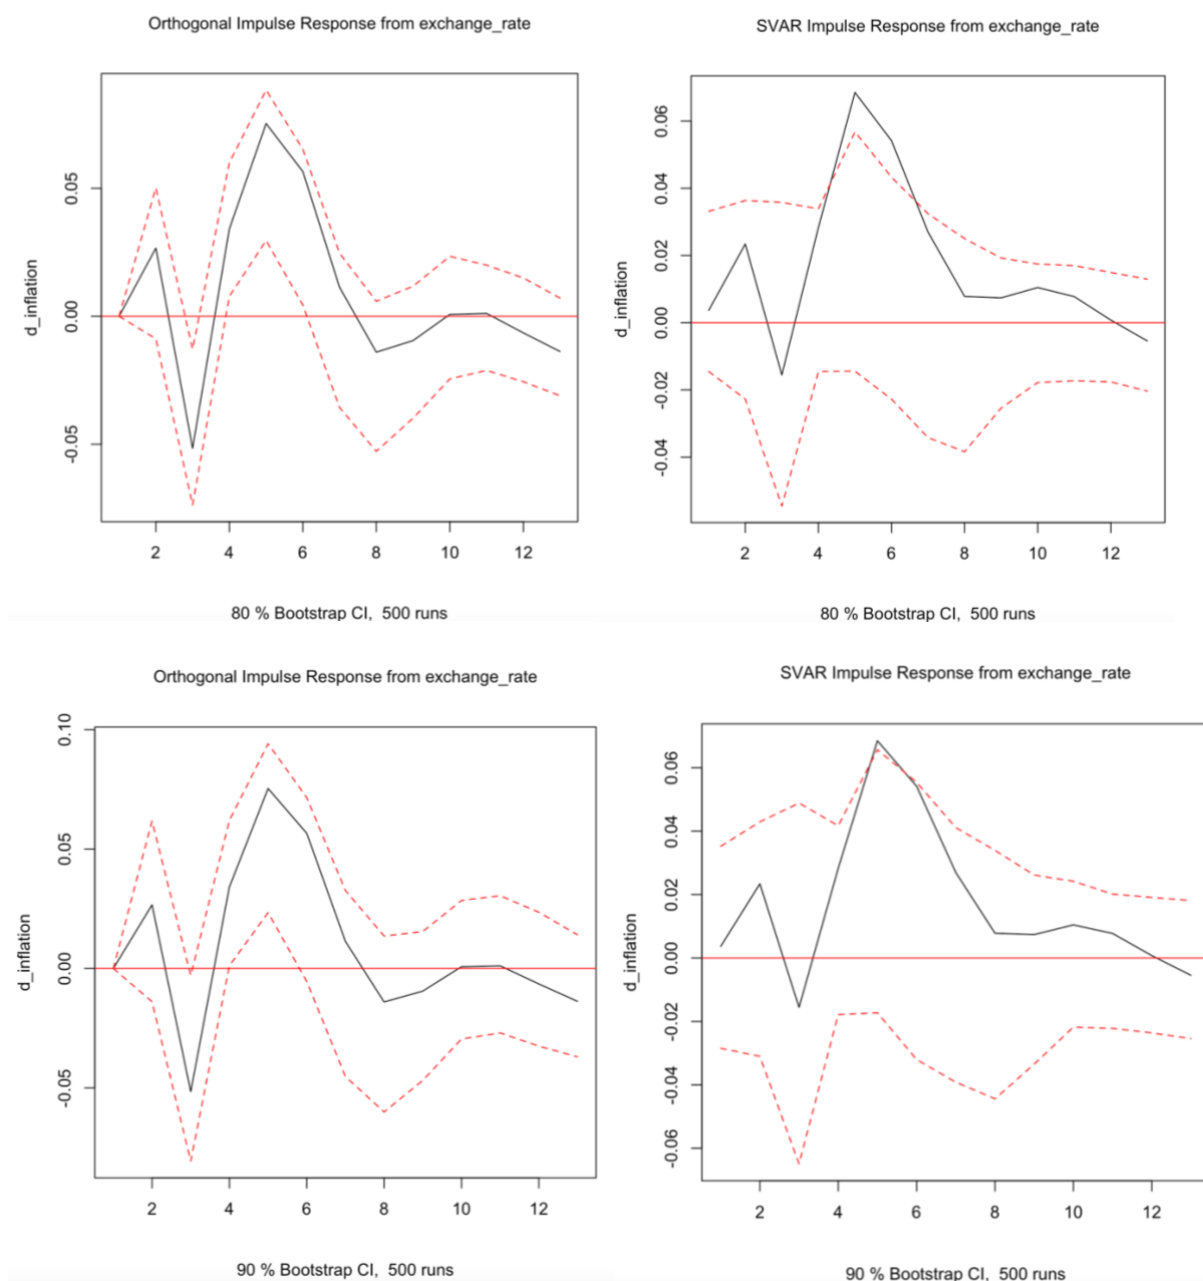 Orthogonal Impulse Response from exchange_rate
d_inflation
0.05
0.00
-0.05
2 4 6 8 10 12
80 % Bootstrap CI, 500 runs
SVAR Impulse Response from exchange_rate
d_inflation
0.06
0.04
0.02
0.00
-0.02
-0.04
2 4 6 8 10 12
80 % Bootstrap CI, 500 runs
Orthogonal Impulse Response from exchange_rate
d_inflation
0.10
0.05
0.00
-0.05
2 4 6 8 10 12
90 % Bootstrap CI, 500 runs
SVAR Impulse Response from exchange_rate
d_inflation
0.06
0.04
0.02
0.00
-0.02
-0.04
-0.06
2 4 6 8 10 12
90 % Bootstrap CI, 500 runs